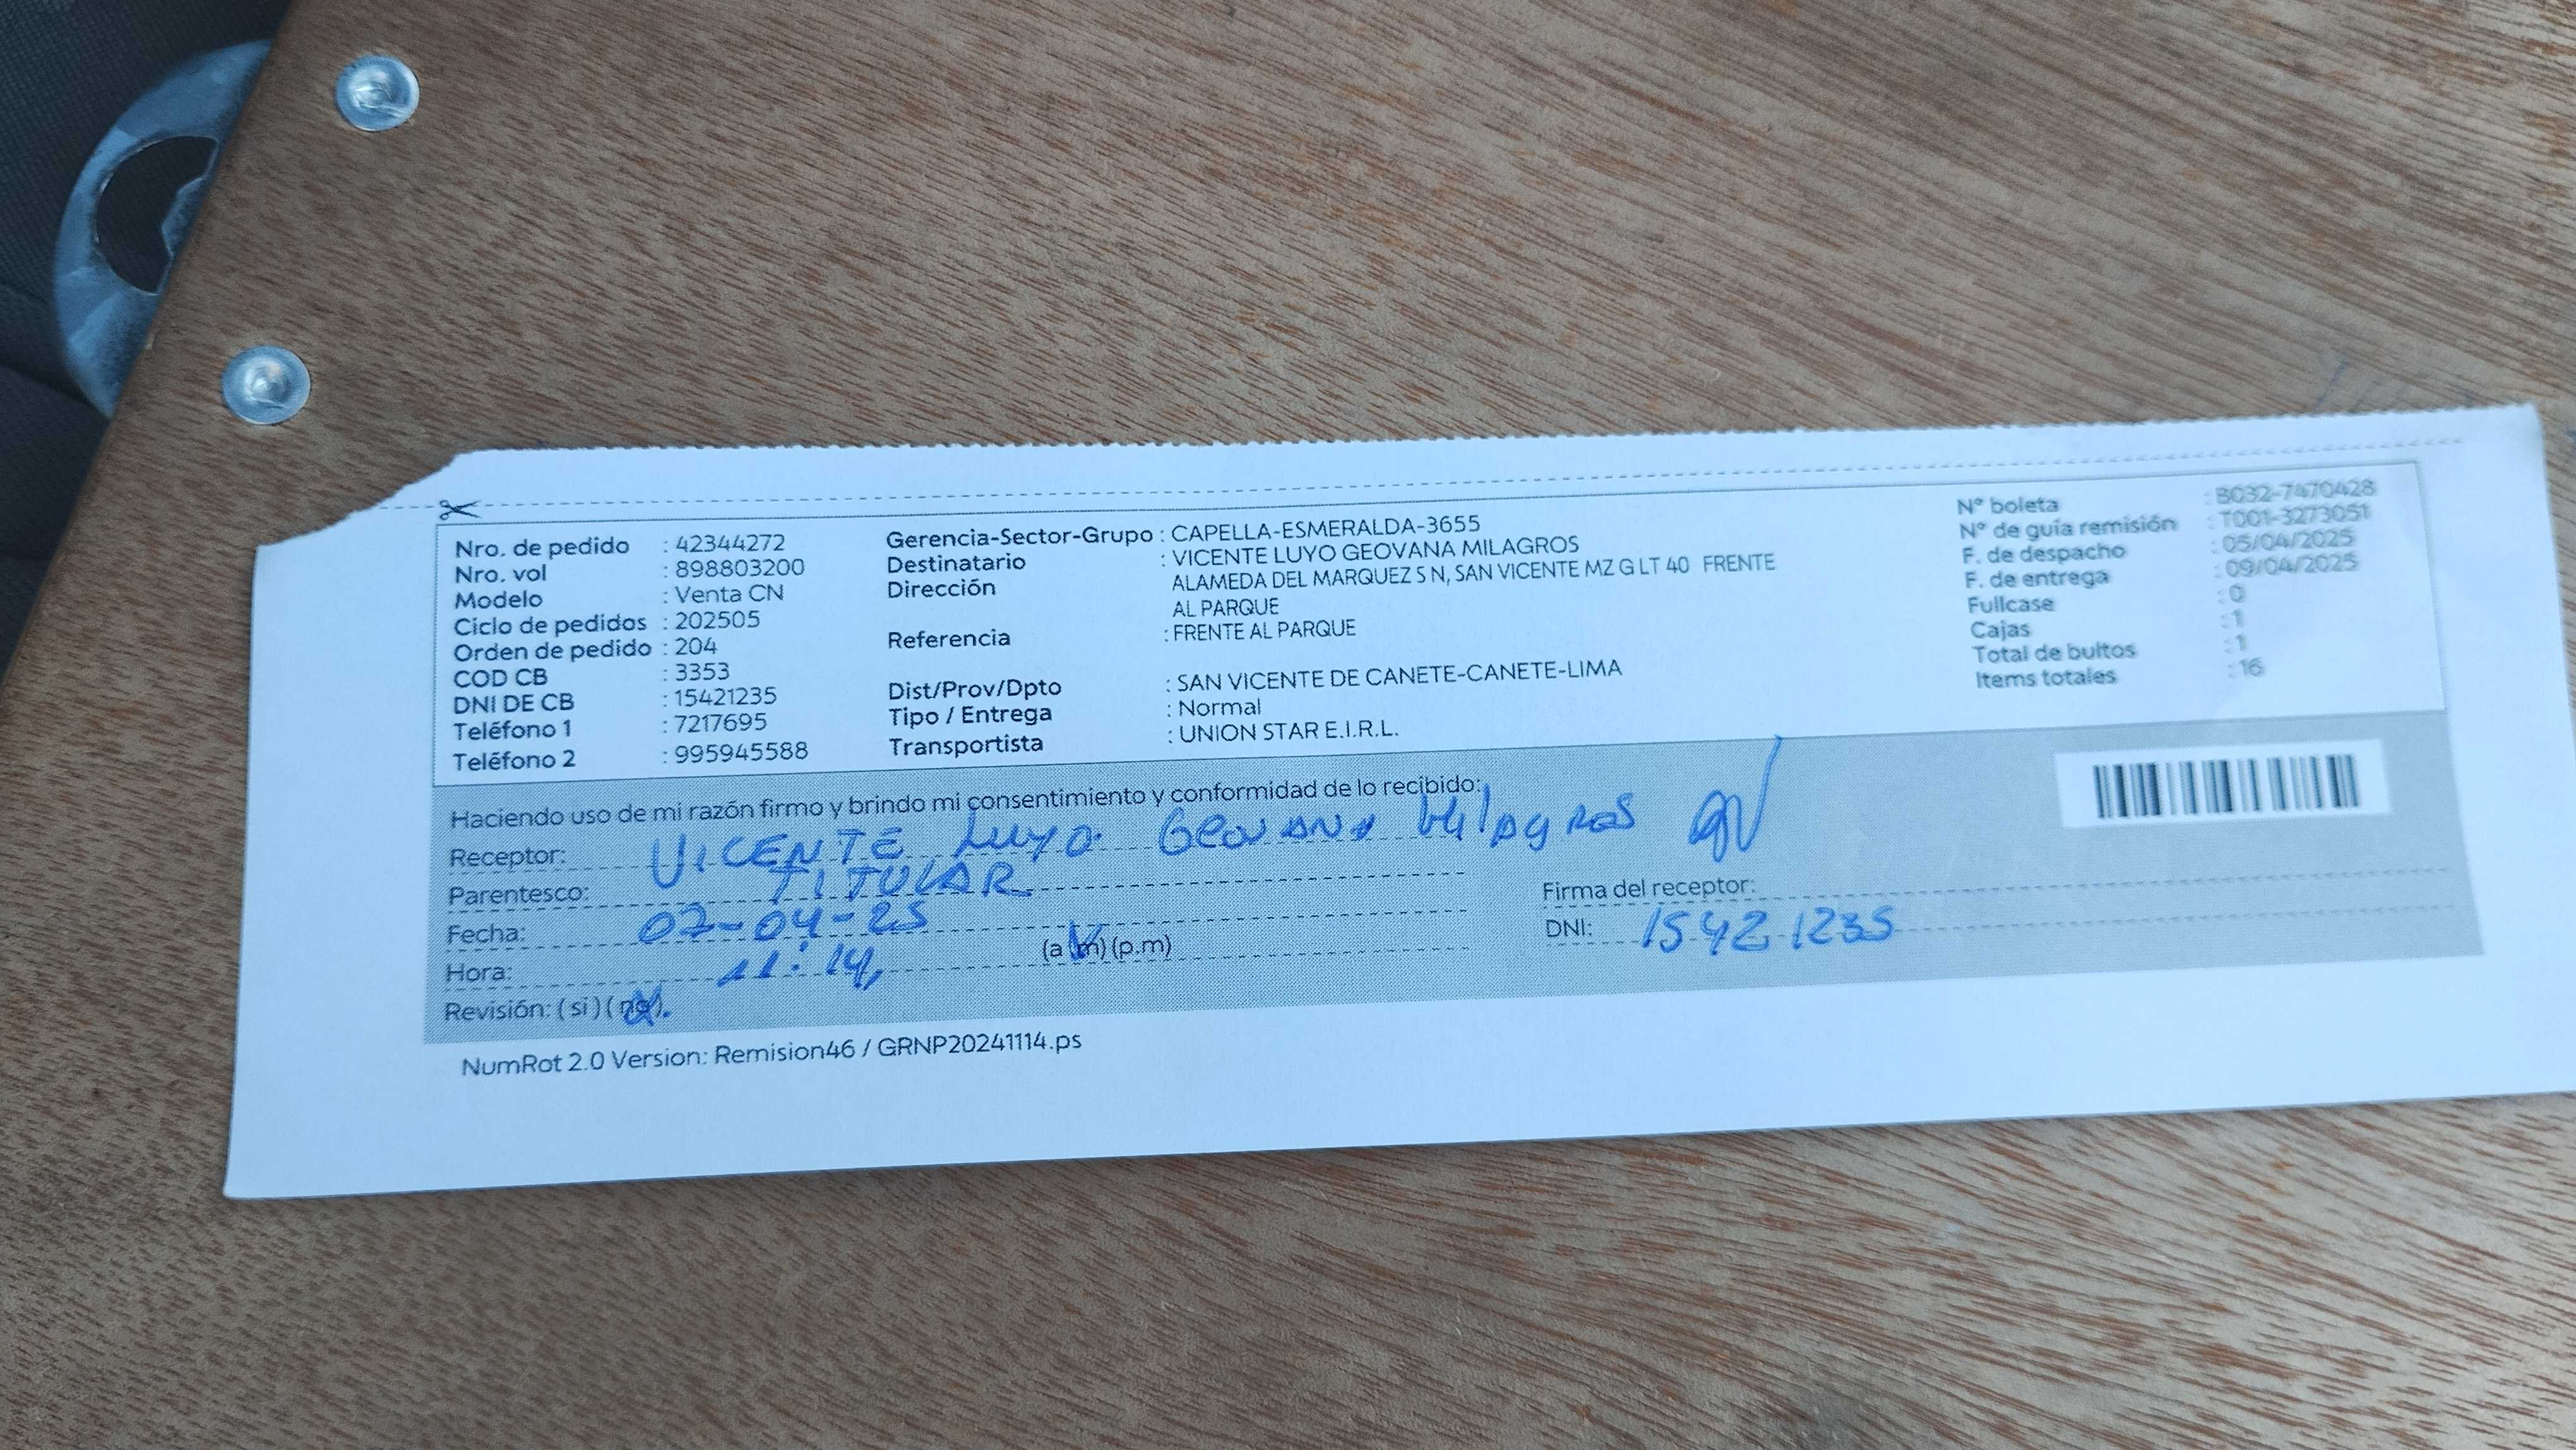 Nro. de pedido : 42344272
Nro. vol : 898803200
Modelo : Venta CN
Ciclo de pedidos : 202505
Orden de pedido : 204
COD CB : 3353
DNI DE CB : 15421235
Teléfono 1 : 7217695
Teléfono 2 : 995945588
Gerencia-Sector-Grupo : CAPELLA-ESMERALDA-3655
Destinatario : VICENTE LUYO GEOVANA MILAGROS
Dirección ALAMEDA DEL MARQUEZ S N, SAN VICENTE MZ G LT 40 FRENTE
AL PARQUE
Referencia : FRENTE AL PARQUE
Dist/Prov/Dpto : SAN VICENTE DE CANETE-CANETE-LIMA
Tipo / Entrega : Normal
Transportista : UNION STAR E.I.R.L.
N° boleta : B032-7470428
N° de guía remisión : T001-3273051
F. de despacho : 05/04/2025
F. de entrega : 09/04/2025
Fullcase : 0
Cajas : 1
Total de bultos : 1
Items totales : 16
Haciendo uso de mi razón firmo y brindo mi consentimiento y conformidad de lo recibido:
Receptor: VICENTE LUYO GEOVANA MILAGROS
Parentesco: TITULAR
Fecha: 07-04-25
Hora: 11:14 (a.m) (p.m)
Revisión: ( si ) ( no ).
Firma del receptor:
DNI: 15421235
NumRot 2.0 Version: Remision46 / GRNP20241114.ps